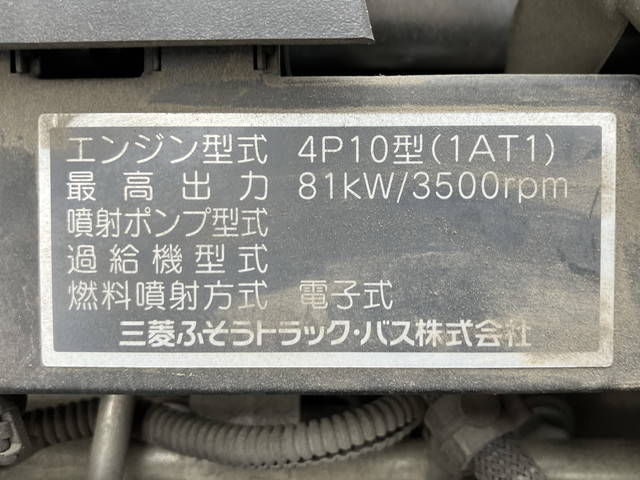 エンジン型式 4P10型(1AT1)
最高出力 81kW/3500rpm
噴射ポンプ型式
過給機型式
燃料噴射方式 電子式
三菱ふそうトラック・バス株式会社